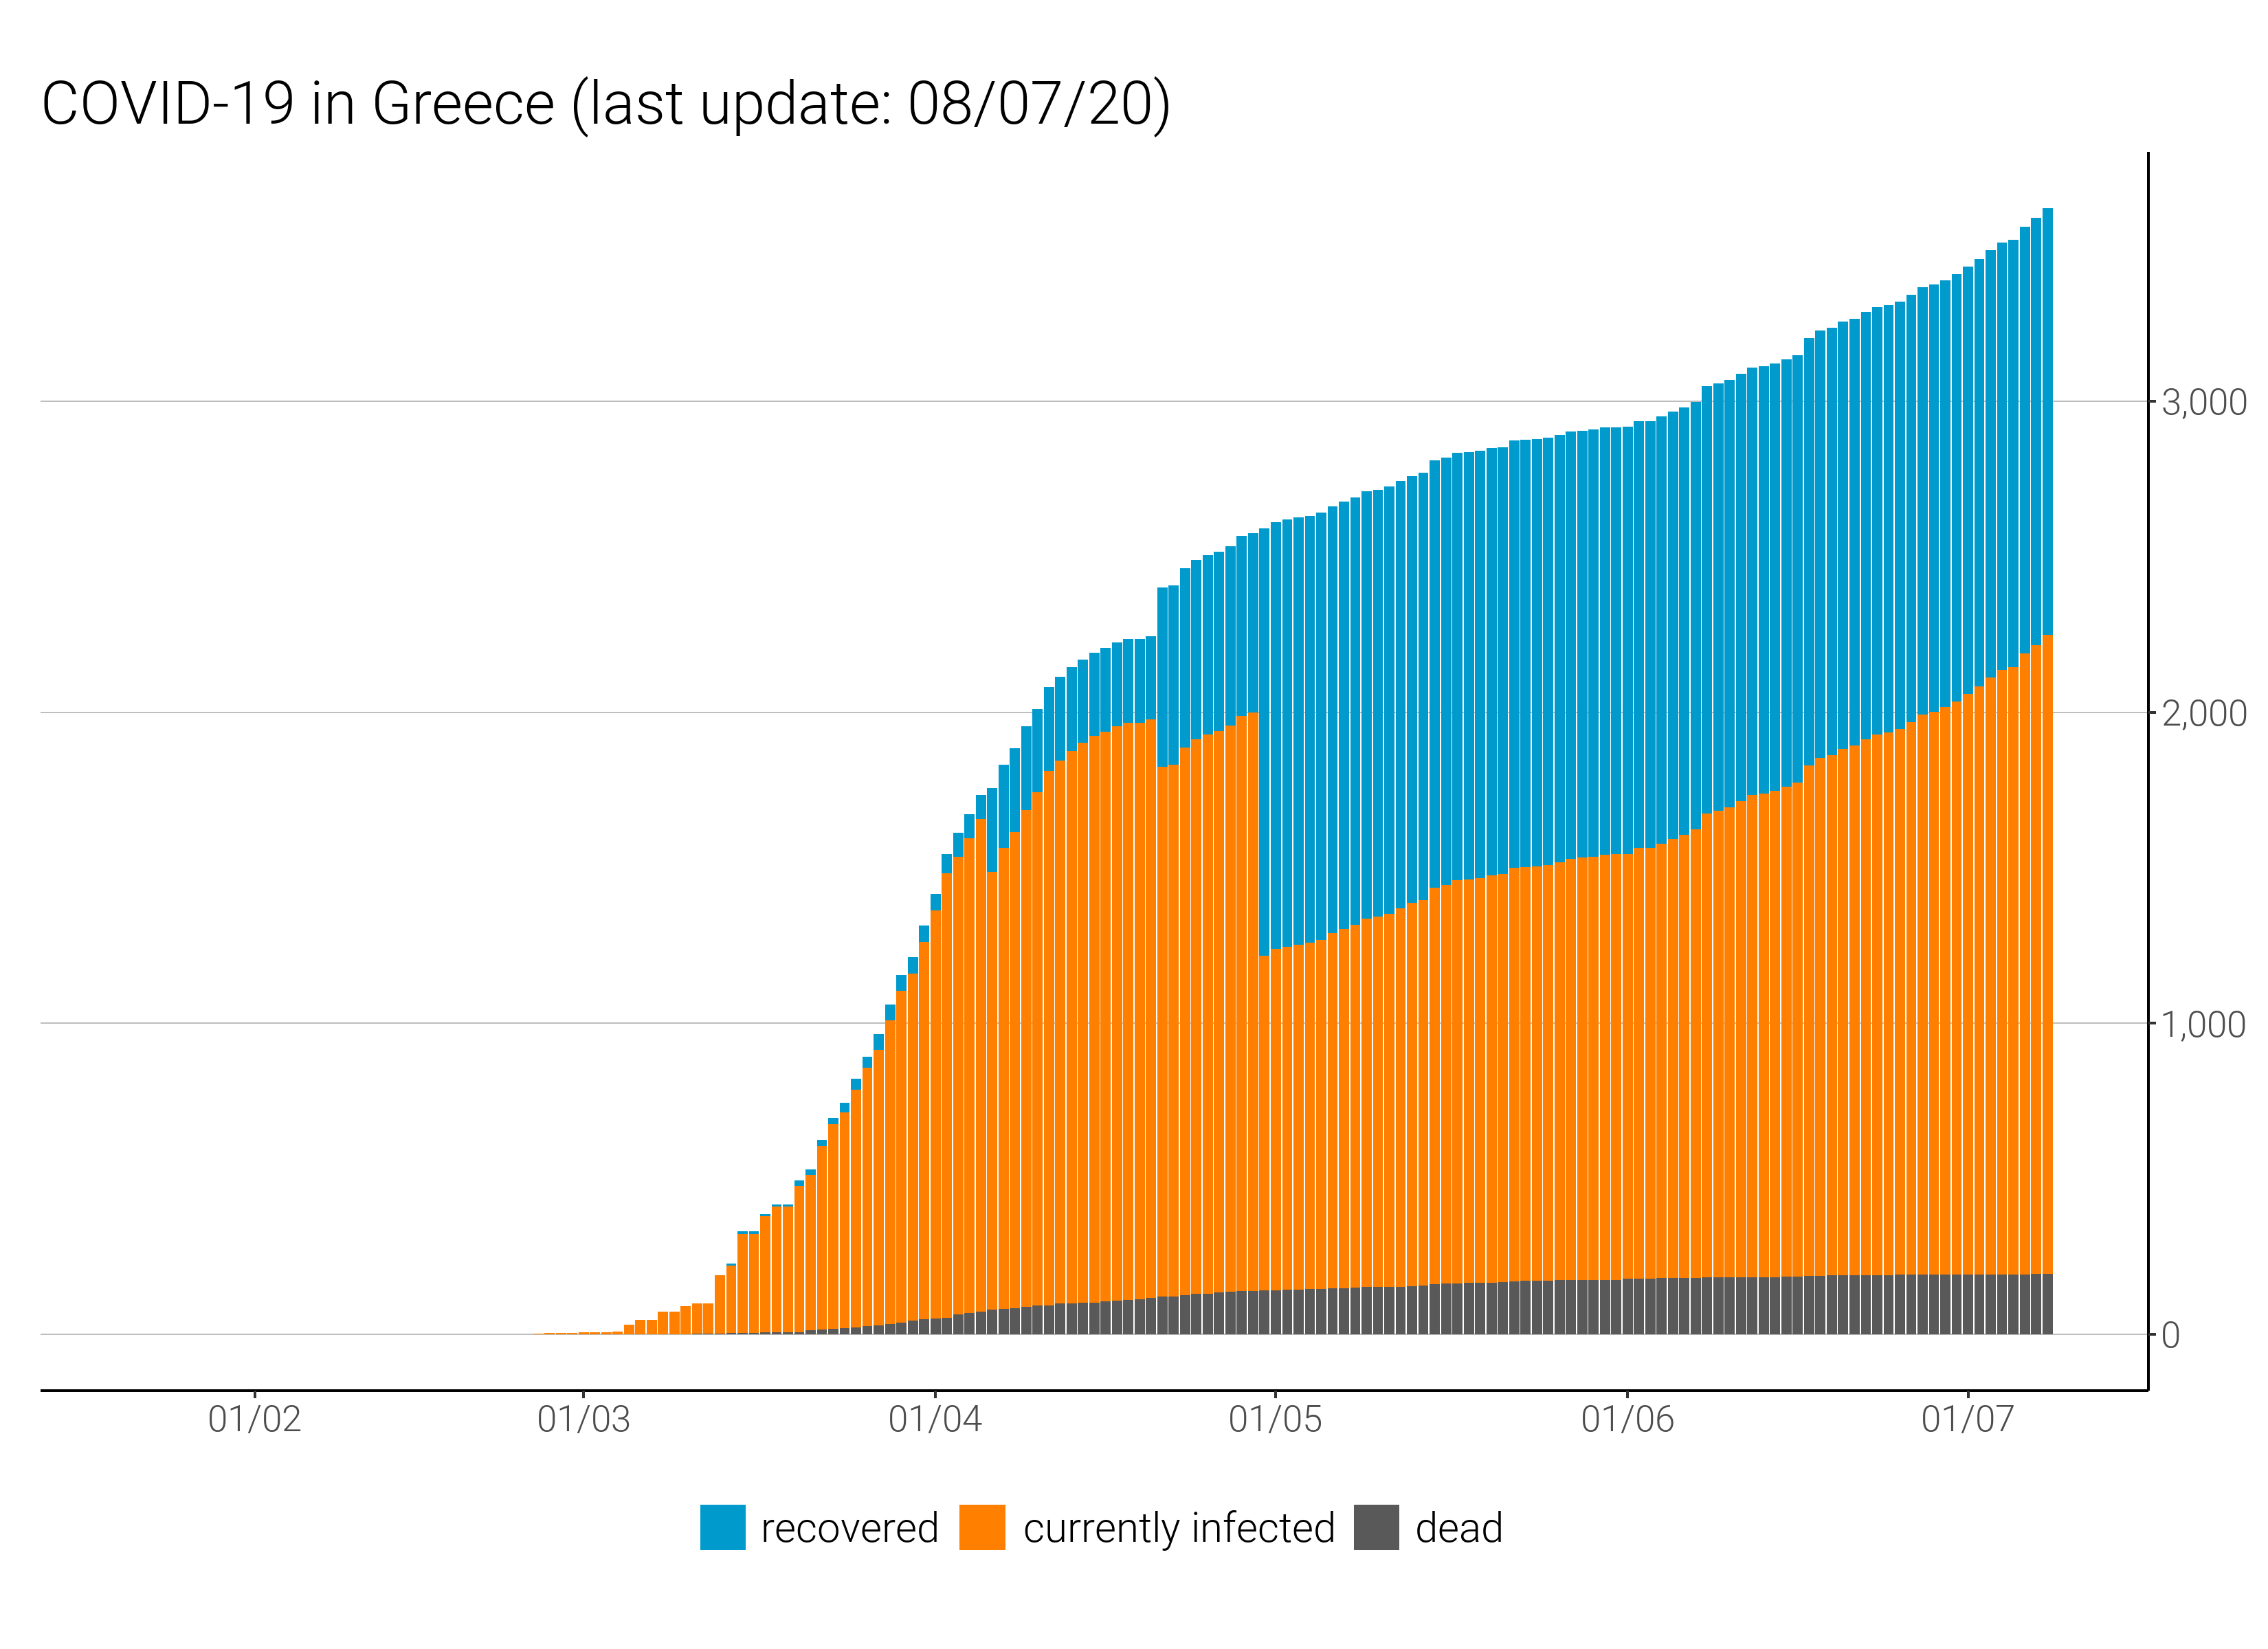 COVID-19 in Greece (last update: 08/07/20)
3,000
2,000
1,000
0
01/02 01/03 01/04 01/05 01/06 01/07
recovered currently infected dead